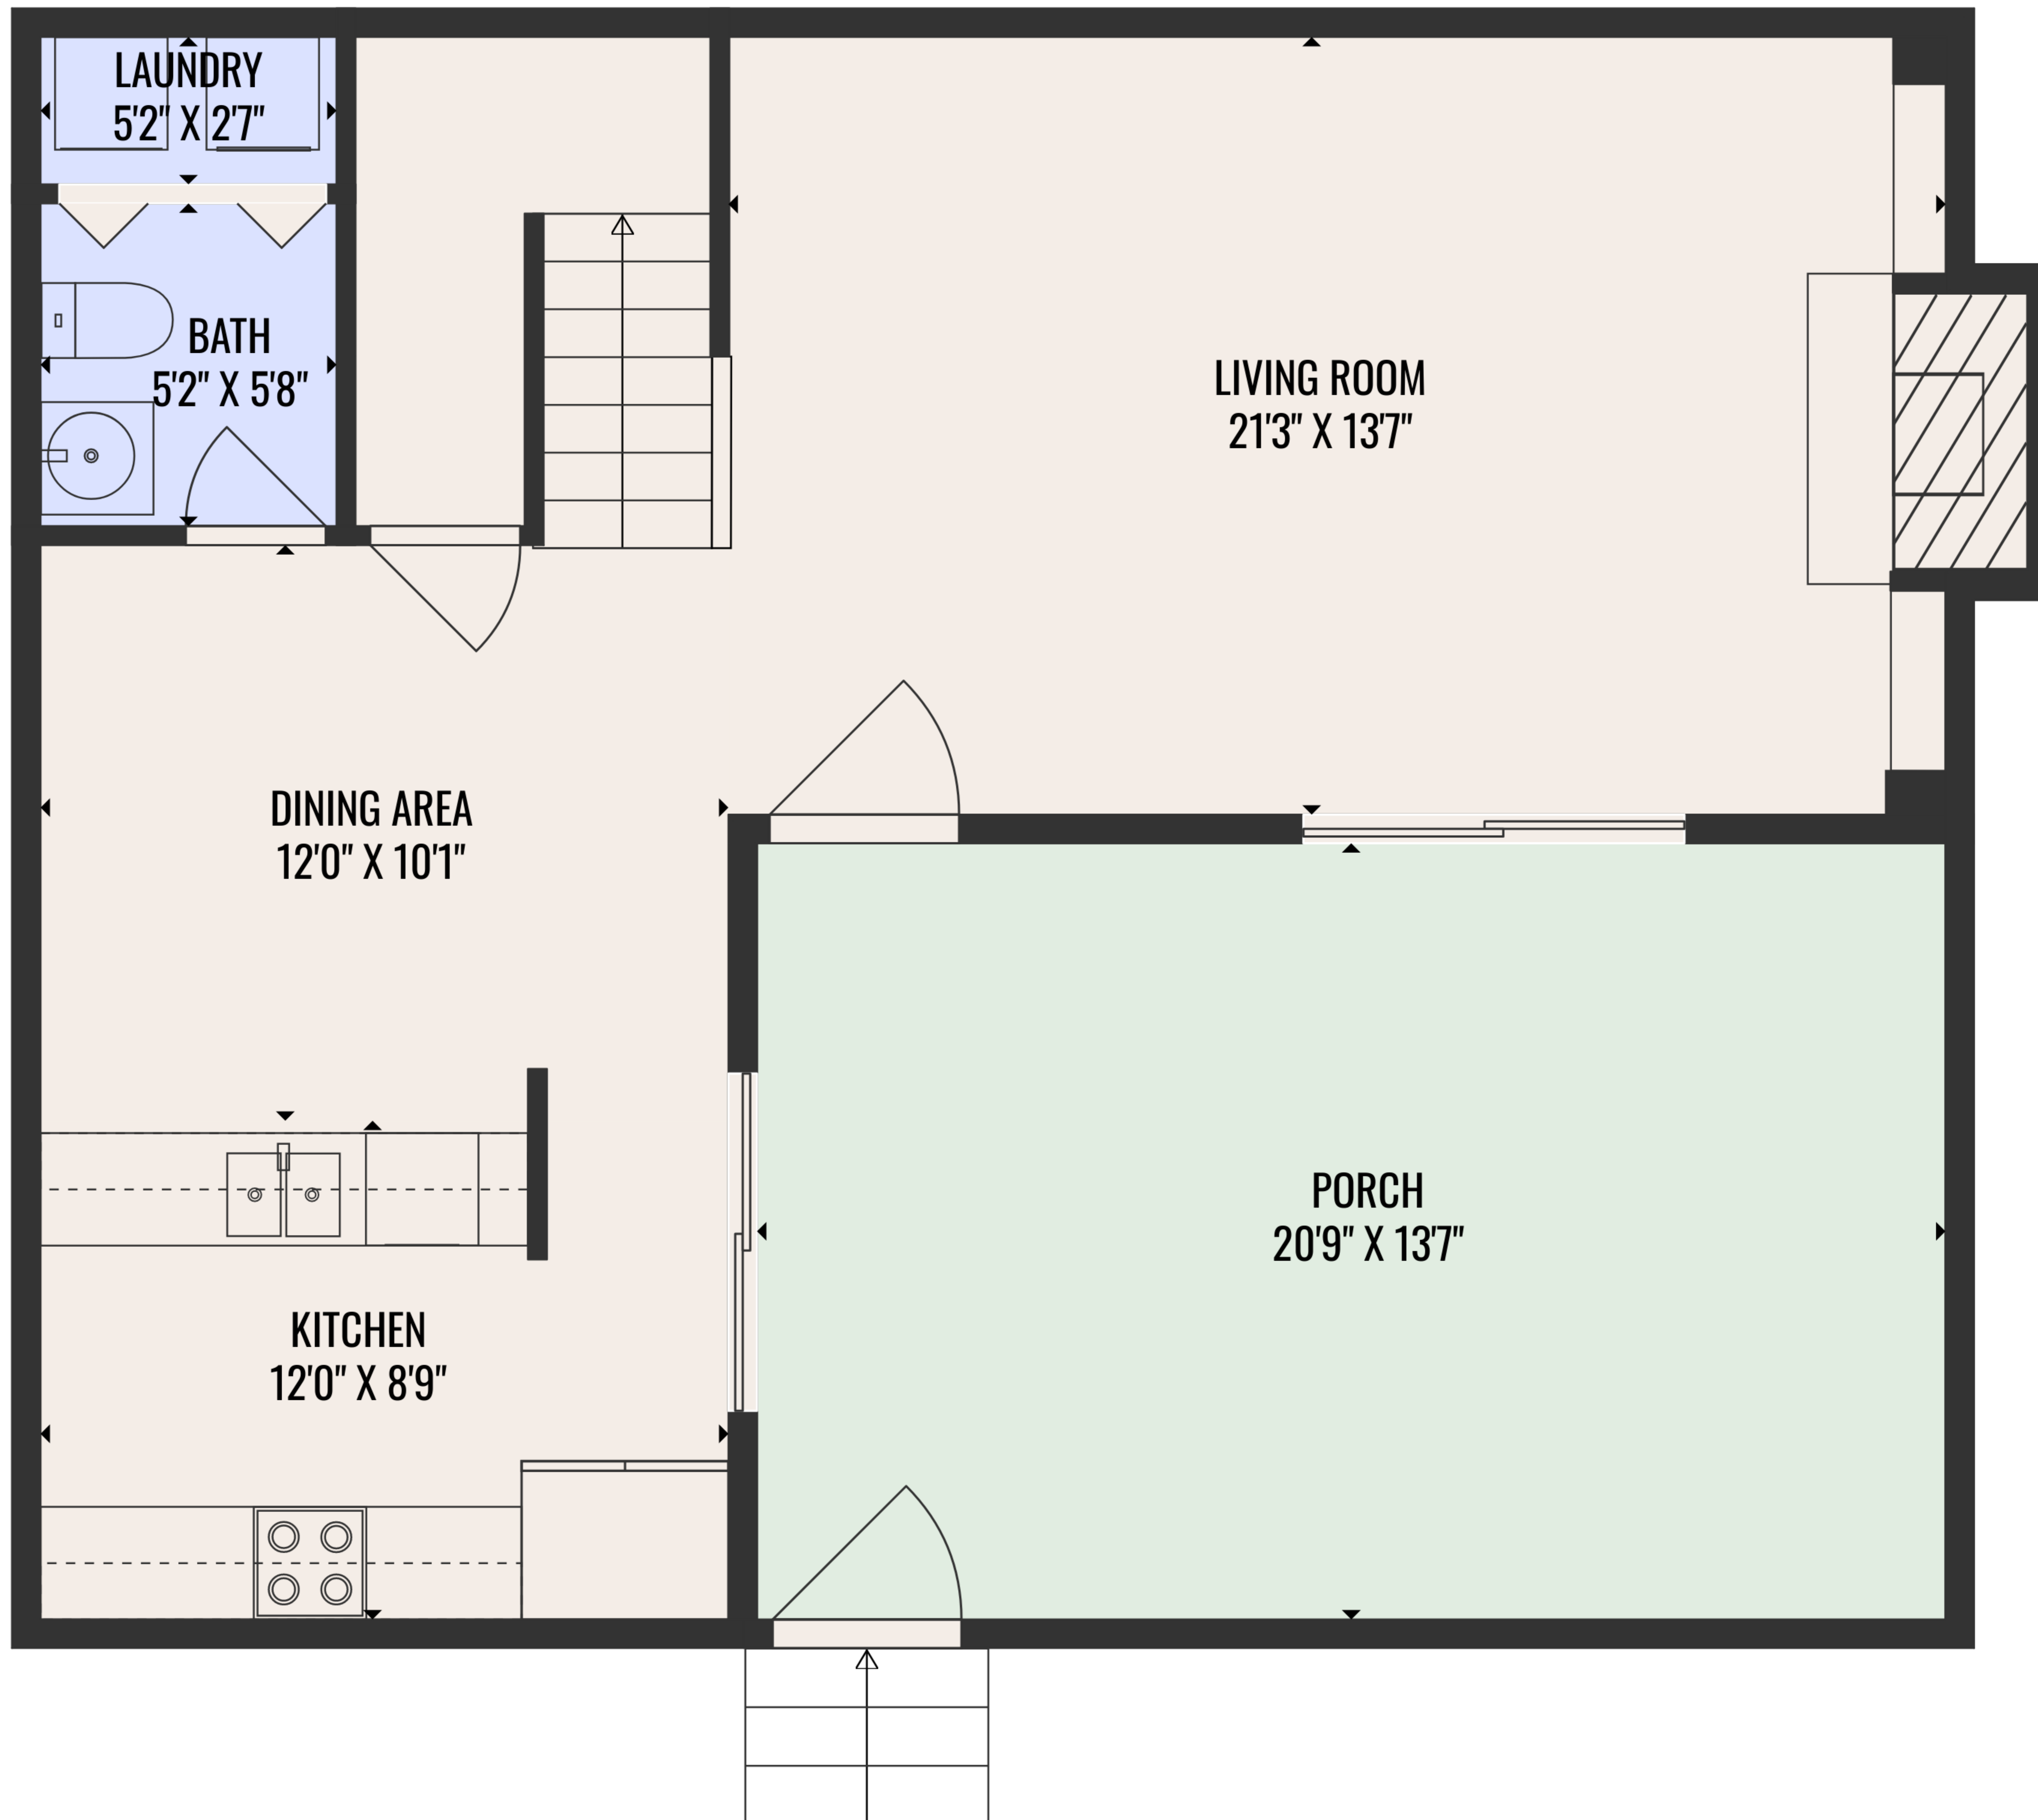 LAUNDRY
5'2" X 2'7"
BATH
5'2" X 5'8"
LIVING ROOM
21'3" X 13'7"
DINING AREA
12'0" X 10'1"
PORCH
20'9" X 13'7"
KITCHEN
12'0" X 8'9"